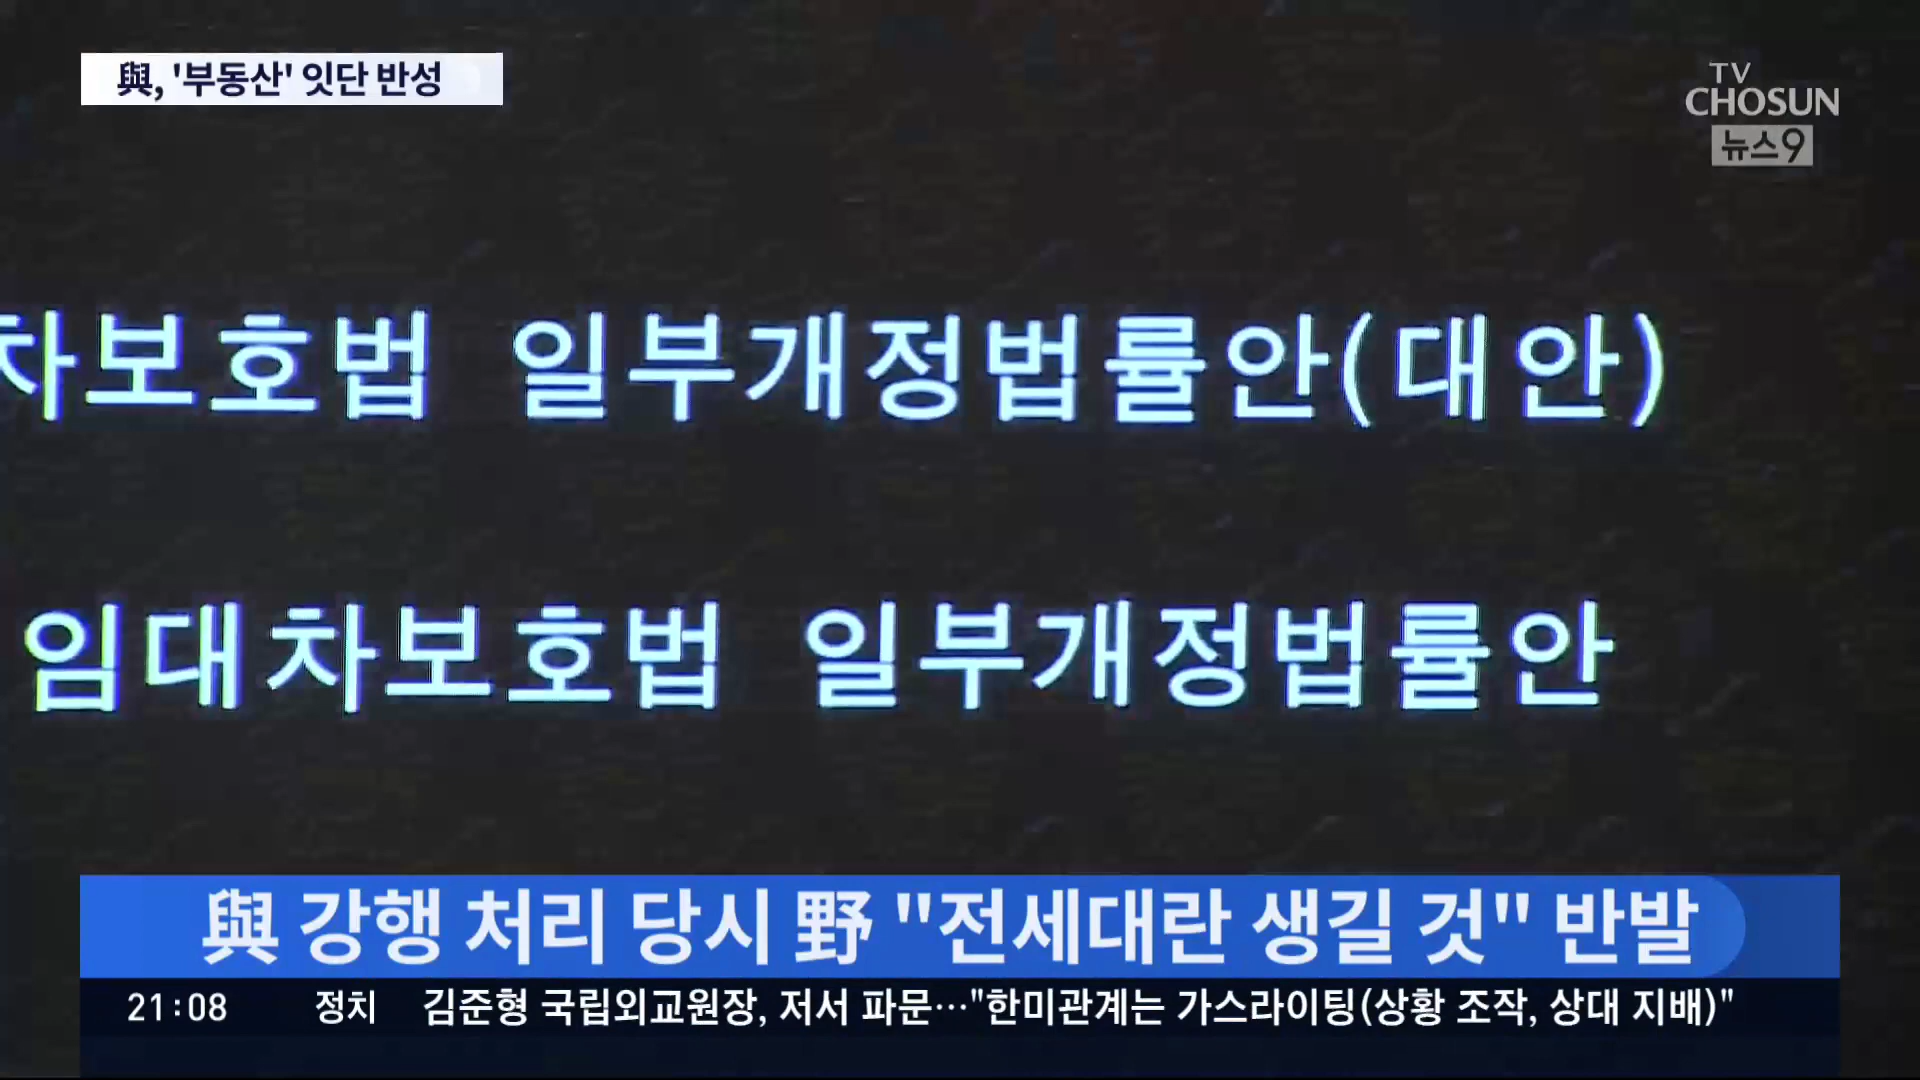 與, '부동산' 잇단 반성
TV
CHOSUN
뉴스9
차보호법 일부개정법률안(대안)
임대차보호법 일부개정법률안
與 강행 처리 당시 野 "전세대란 생길 것" 반발
21:08 정치 김준형 국립외교원장, 저서 파문…"한미관계는 가스라이팅(상황 조작, 상대 지배)"